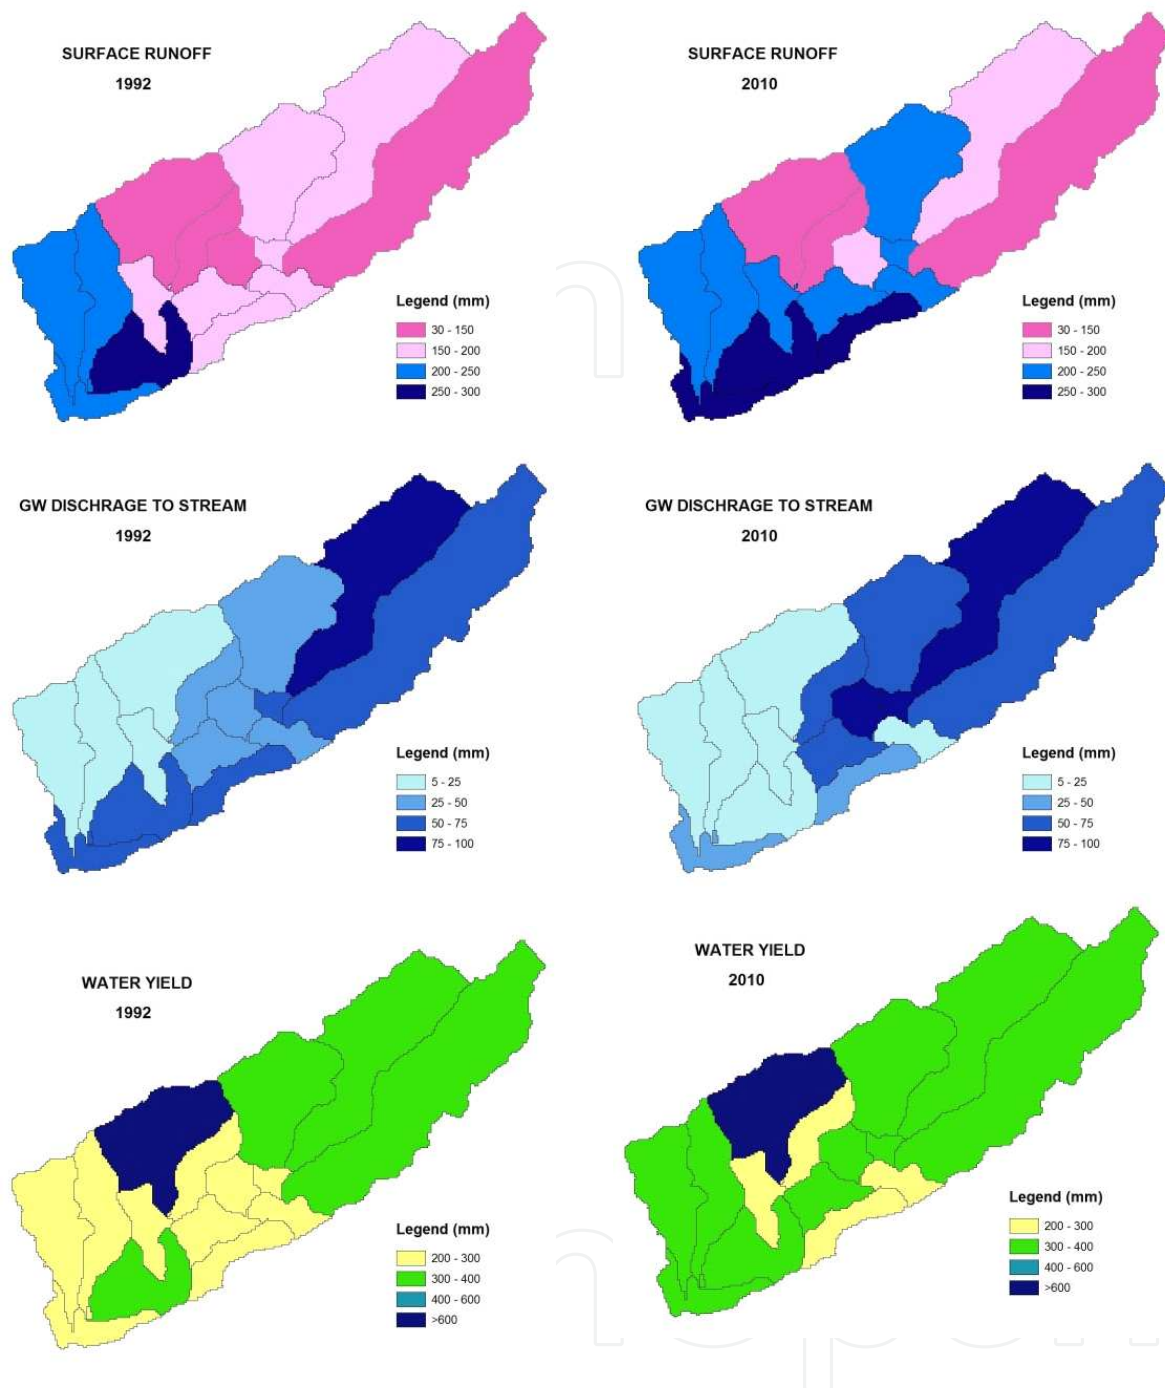 SURFACE RUNOFF
1992
Legend (mm)
30 - 150
150 - 200
200 - 250
250 - 300
SURFACE RUNOFF
2010
Legend (mm)
30 - 150
150 - 200
200 - 250
250 - 300
GW DISCHRAGE TO STREAM
1992
Legend (mm)
5 - 25
25 - 50
50 - 75
75 - 100
GW DISCHRAGE TO STREAM
2010
Legend (mm)
5 - 25
25 - 50
50 - 75
75 - 100
WATER YIELD
1992
Legend (mm)
200 - 300
300 - 400
400 - 600
>600
WATER YIELD
2010
Legend (mm)
200 - 300
300 - 400
400 - 600
>600